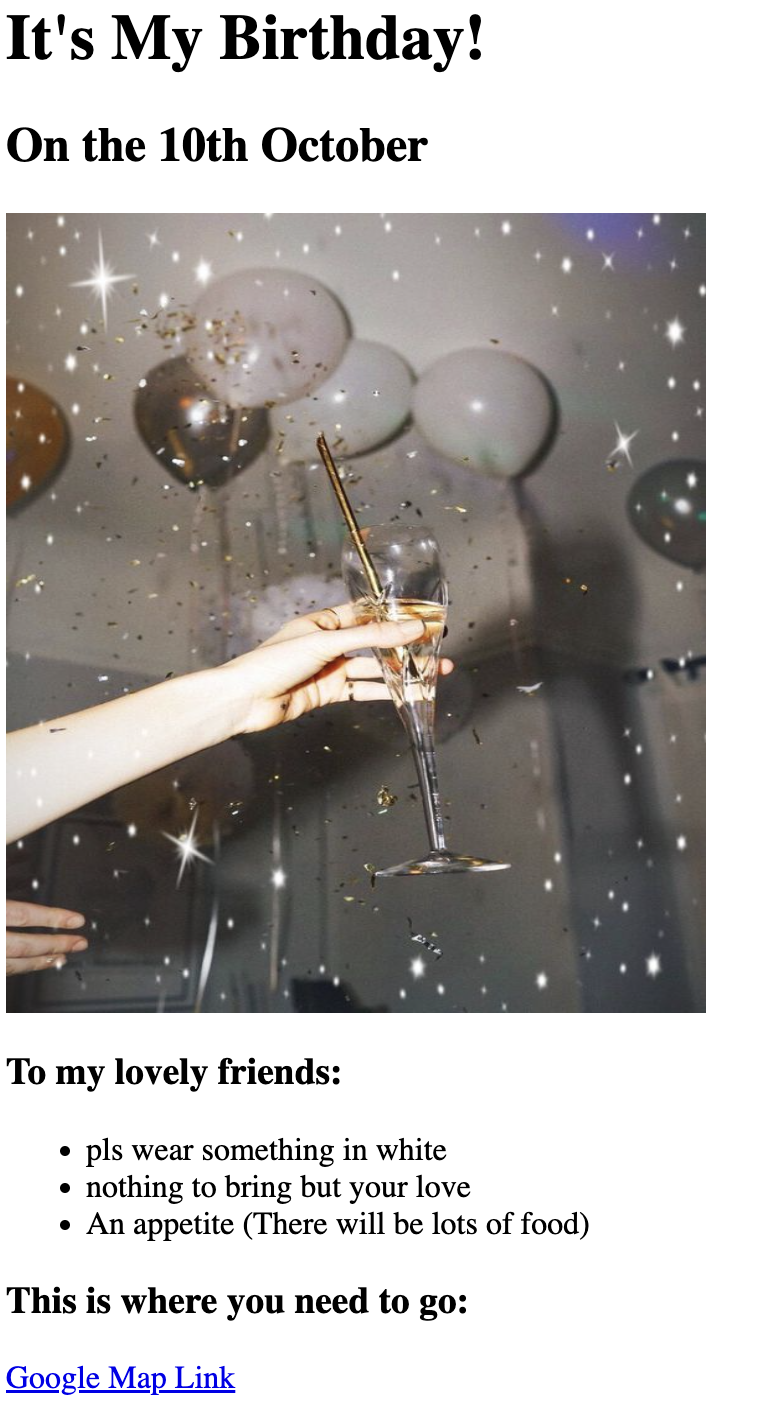 It's My Birthday!
On the 10th October
To my lovely friends:
pls wear something in white
nothing to bring but your love
An appetite (There will be lots of food)
This is where you need to go:
Google Map Link